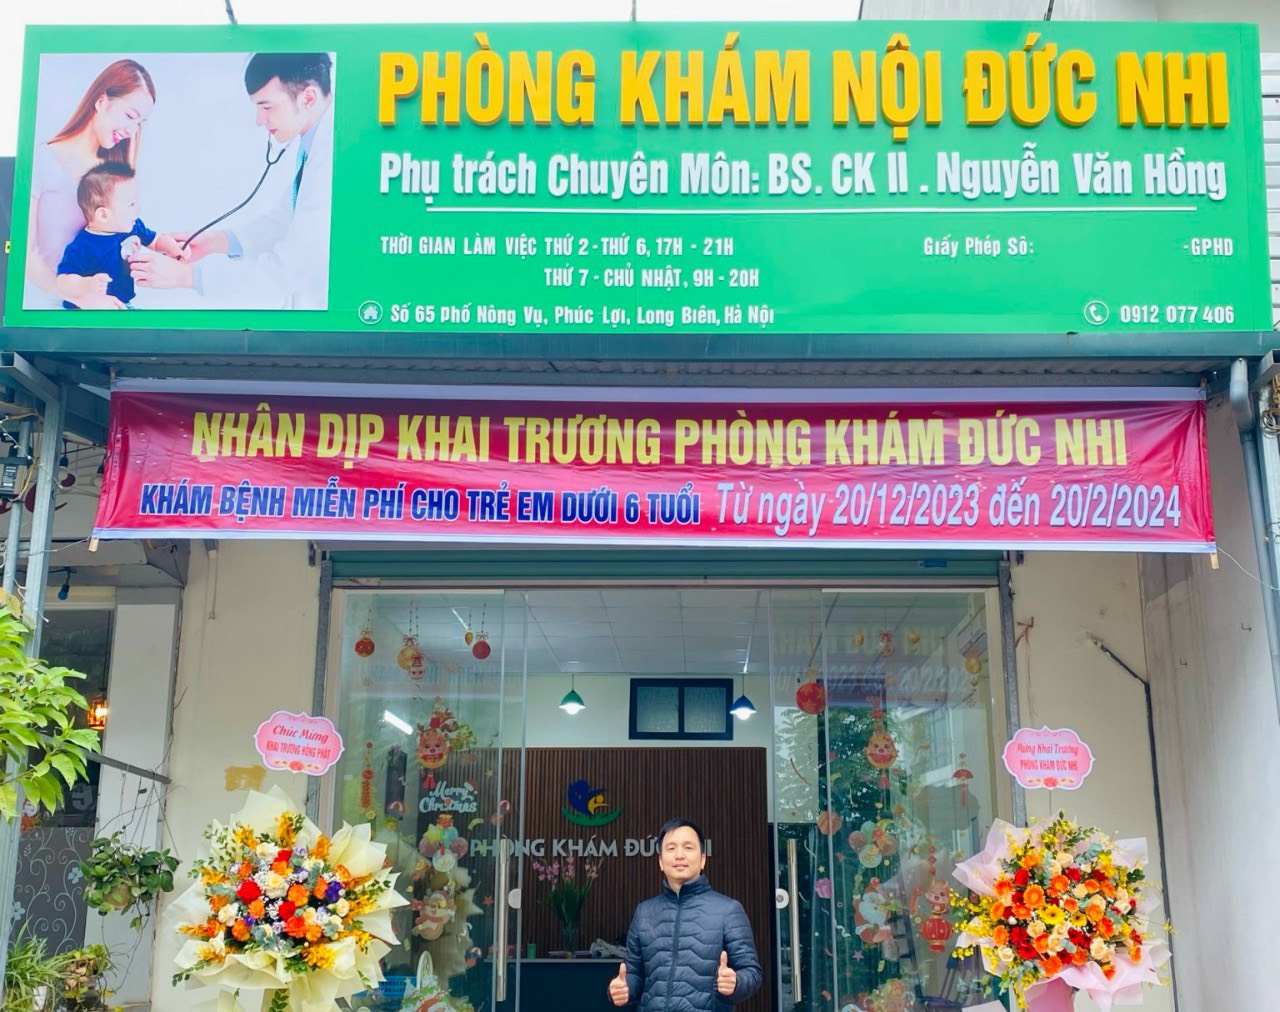 PHÒNG KHÁM NỘI ĐỨC NHI
Phụ trách Chuyên Môn: BS. CK II . Nguyễn Văn Hồng
THỜI GIAN LÀM VIỆC THỨ 2 - THỨ 6, 17H - 21H
THỨ 7 - CHỦ NHẬT, 9H - 20H
Giấy Phép Số: -GPHD
Số 65 phố Nông Vụ, Phúc Lợi, Long Biên, Hà Nội
0912 077 406
NHÂN DỊP KHAI TRƯƠNG PHÒNG KHÁM ĐỨC NHI
KHÁM BỆNH MIỄN PHÍ CHO TRẺ EM DƯỚI 6 TUỔI Từ ngày 20/12/2023 đến 20/2/2024
Chúc Mừng
KHAI TRƯƠNG HỒNG PHÁT
Mừng Khai Trương
PHÒNG KHÁM ĐỨC NHI
Merry
Christmas
PHÒNG KHÁM ĐỨC NHI